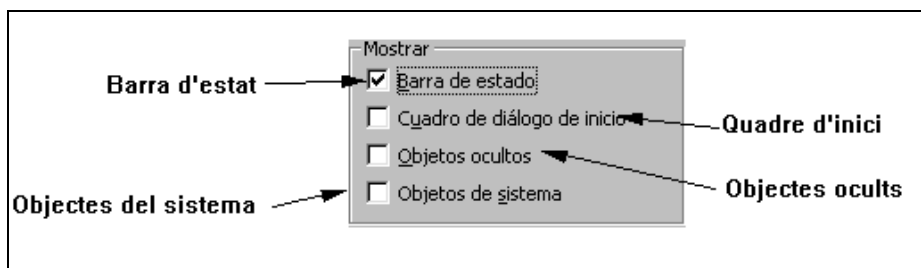 Mostrar
Barra d'estat
Barra de estado
Cuadro de diálogo de inicio
Quadre d'inici
Objetos ocultos
Objectes ocults
Objetos de sistema
Objectes del sistema